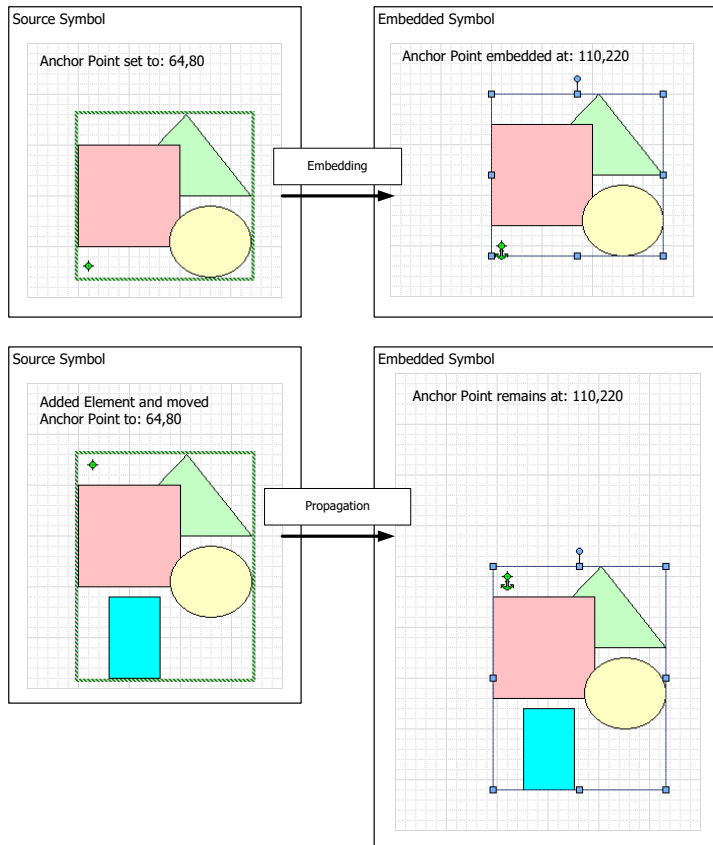 Source Symbol
Anchor Point set to: 64,80
Embedding
Embedded Symbol
Anchor Point embedded at: 110,220
Source Symbol
Added Element and moved
Anchor Point to: 64,80
Propagation
Embedded Symbol
Anchor Point remains at: 110,220